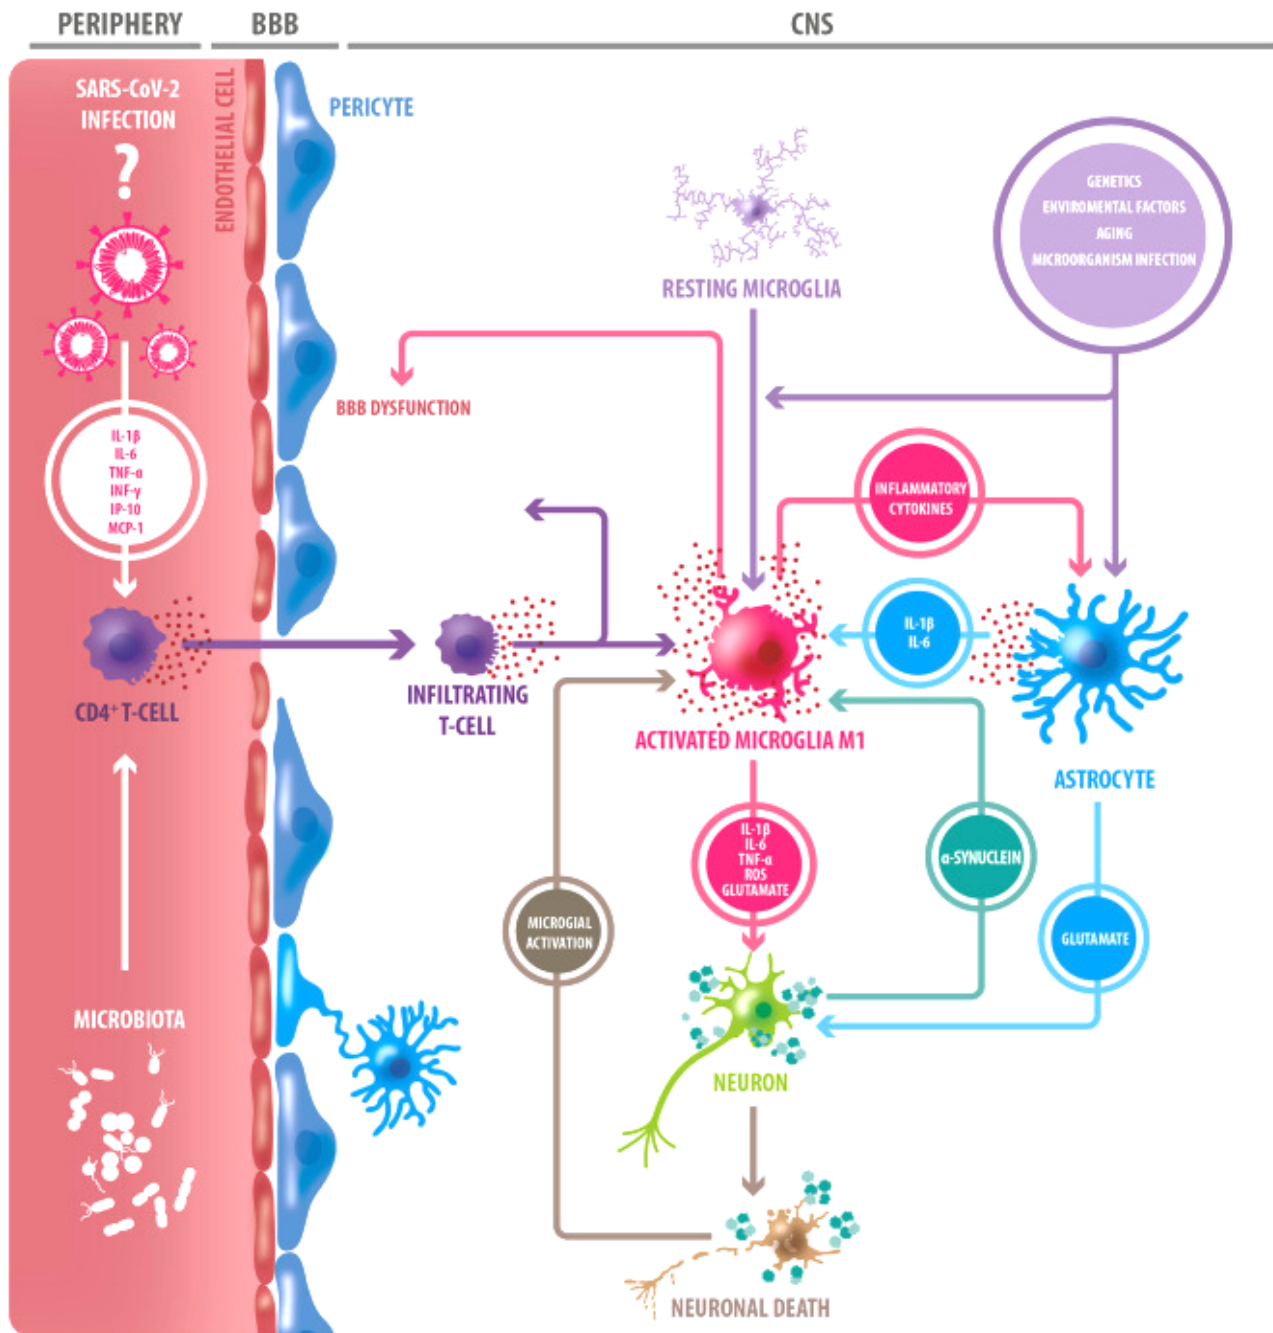 PERIPHERY
BBB
CNS
SARS-CoV-2
INFECTION
?
ENDOTHELIAL CELL
PERICYTE
GENETICS
ENVIROMENTAL FACTORS
AGING
MICROORGANISM INFECTION
RESTING MICROGLIA
BBB DYSFUNCTION
IL-1β
IL-6
TNF-α
INF-γ
IP-10
MCP-1
INFLAMMATORY
CYTOKINES
IL-1β
IL-6
CD4⁺ T-CELL
INFILTRATING
T-CELL
ACTIVATED MICROGLIA M1
ASTROCYTE
IL-1β
IL-6
TNF-α
ROS
GLUTAMATE
α-SYNUCLEIN
MICROGIAL
ACTIVATION
GLUTAMATE
MICROBIOTA
NEURON
NEURONAL DEATH